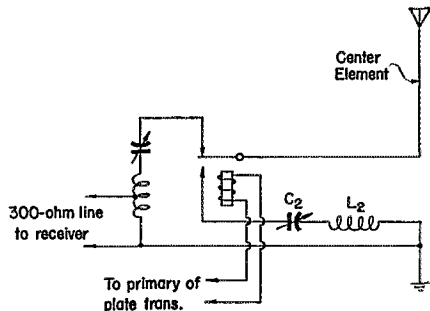 Center
Element
300-ohm line
to receiver
C2
L2
To primary of
plate trans.